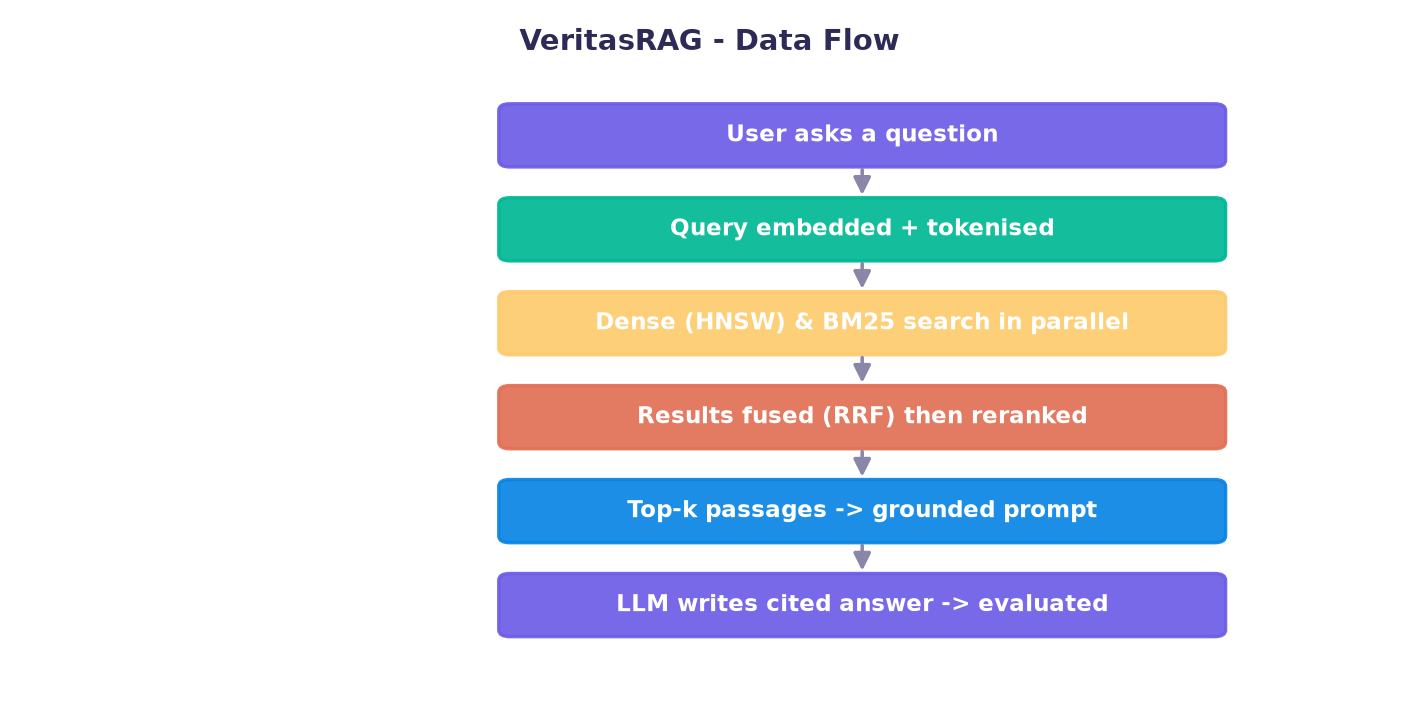 VeritasRAG - Data Flow
User asks a question
Query embedded + tokenised
Dense (HNSW) & BM25 search in parallel
Results fused (RRF) then reranked
Top-k passages -> grounded prompt
LLM writes cited answer -> evaluated